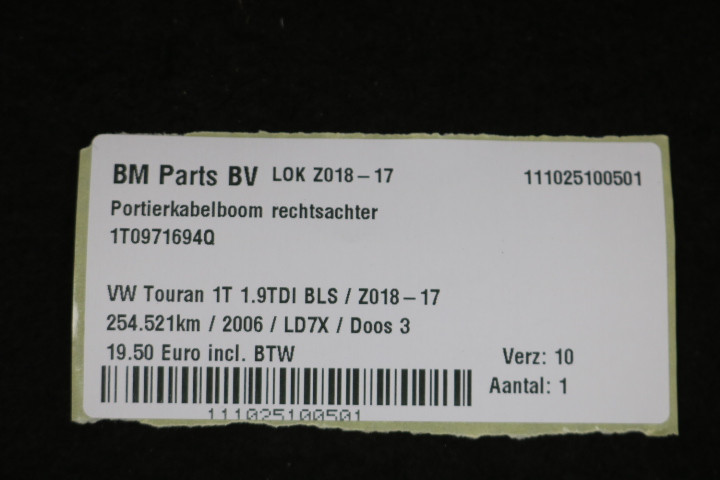 BM Parts BV LOK Z018-17 111025100501
Portierkabelboom rechtsachter
1T0971694Q
VW Touran 1T 1.9TDI BLS / Z018-17
254.521km / 2006 / LD7X / Doos 3
19.50 Euro incl. BTW Verz: 10
Aantal: 1
111025100501